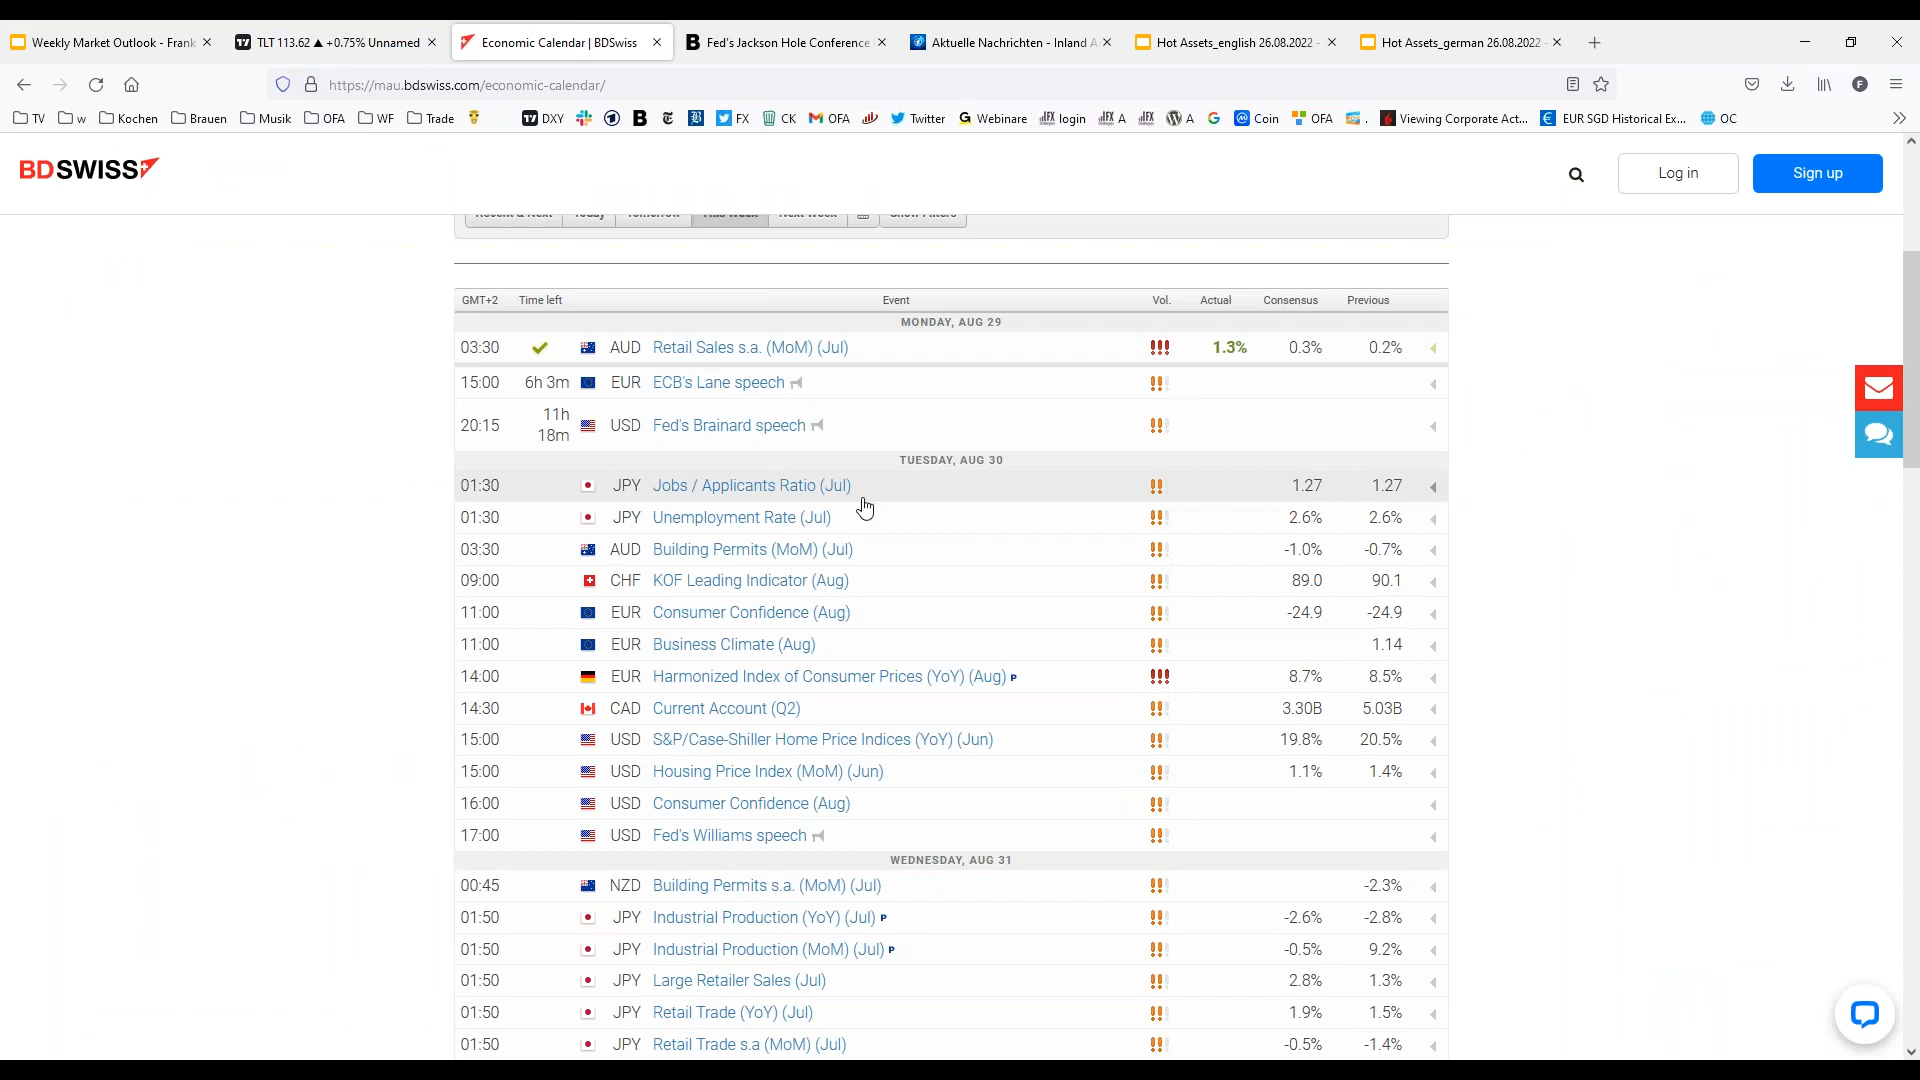 Weekly Market Outlook - Frank
TLT 113.62 ▲ +0.75% Unnamed
Economic Calendar | BDSwiss
Fed's Jackson Hole Conference
Aktuelle Nachrichten - Inland A
Hot Assets_english 26.08.2022 -
Hot Assets_german 26.08.2022 -
https://mau.bdswiss.com/economic-calendar/
TV w Kochen Brauen Musik OFA WF Trade DXY FX CK OFA Twitter Webinare login A A Coin OFA . Viewing Corporate Act... EUR SGD Historical Ex... OC
BDSWISS
Log in
Sign up
Recent & Next Today Tomorrow This Week Next Week Show Filters
GMT+2 Time left Event Vol. Actual Consensus Previous
MONDAY, AUG 29
03:30 AUD Retail Sales s.a. (MoM) (Jul) 1.3% 0.3% 0.2%
15:00 6h 3m EUR ECB's Lane speech
20:15 11h 18m USD Fed's Brainard speech
TUESDAY, AUG 30
01:30 JPY Jobs / Applicants Ratio (Jul) 1.27 1.27
01:30 JPY Unemployment Rate (Jul) 2.6% 2.6%
03:30 AUD Building Permits (MoM) (Jul) -1.0% -0.7%
09:00 CHF KOF Leading Indicator (Aug) 89.0 90.1
11:00 EUR Consumer Confidence (Aug) -24.9 -24.9
11:00 EUR Business Climate (Aug) 1.14
14:00 EUR Harmonized Index of Consumer Prices (YoY) (Aug) P 8.7% 8.5%
14:30 CAD Current Account (Q2) 3.30B 5.03B
15:00 USD S&P/Case-Shiller Home Price Indices (YoY) (Jun) 19.8% 20.5%
15:00 USD Housing Price Index (MoM) (Jun) 1.1% 1.4%
16:00 USD Consumer Confidence (Aug)
17:00 USD Fed's Williams speech
WEDNESDAY, AUG 31
00:45 NZD Building Permits s.a. (MoM) (Jul) -2.3%
01:50 JPY Industrial Production (YoY) (Jul) P -2.6% -2.8%
01:50 JPY Industrial Production (MoM) (Jul) P -0.5% 9.2%
01:50 JPY Large Retailer Sales (Jul) 2.8% 1.3%
01:50 JPY Retail Trade (YoY) (Jul) 1.9% 1.5%
01:50 JPY Retail Trade s.a (MoM) (Jul) -0.5% -1.4%